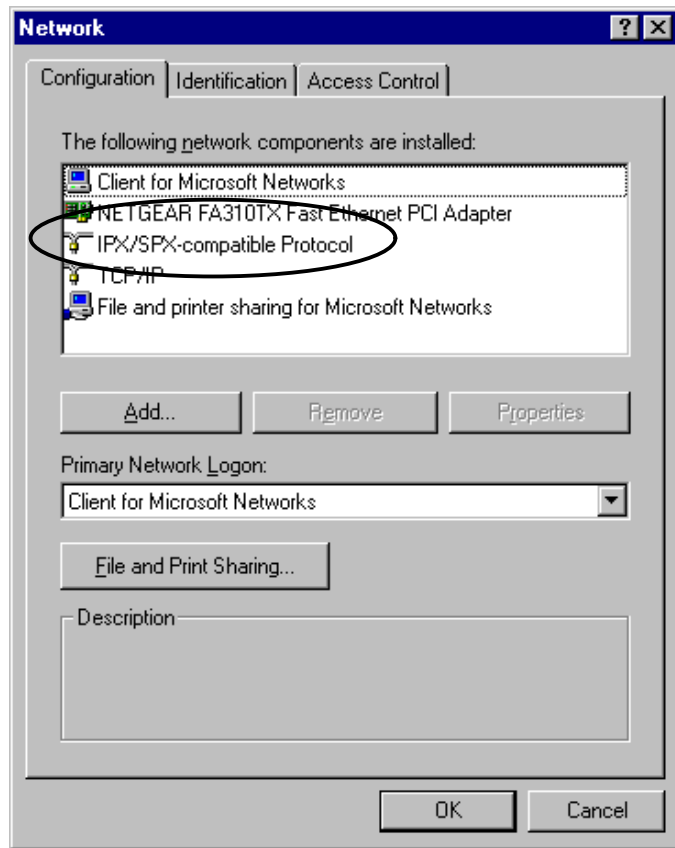 Network
Configuration Identification Access Control
The following network components are installed:
Client for Microsoft Networks
NETGEAR FA310TX Fast Ethernet PCI Adapter
IPX/SPX-compatible Protocol
TCP/IP
File and printer sharing for Microsoft Networks
Add... Remove Properties
Primary Network Logon:
Client for Microsoft Networks
File and Print Sharing...
Description
OK Cancel